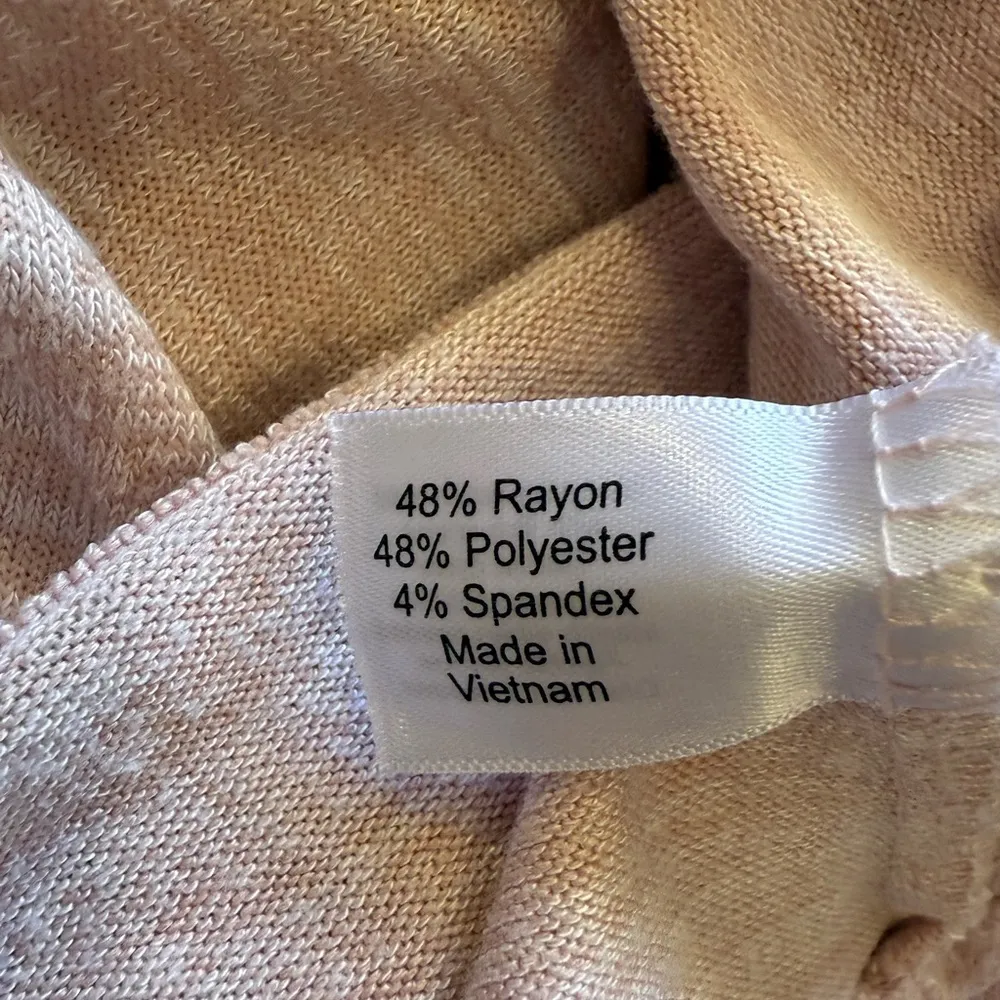 48% Rayon
48% Polyester
4% Spandex
Made in
Vietnam